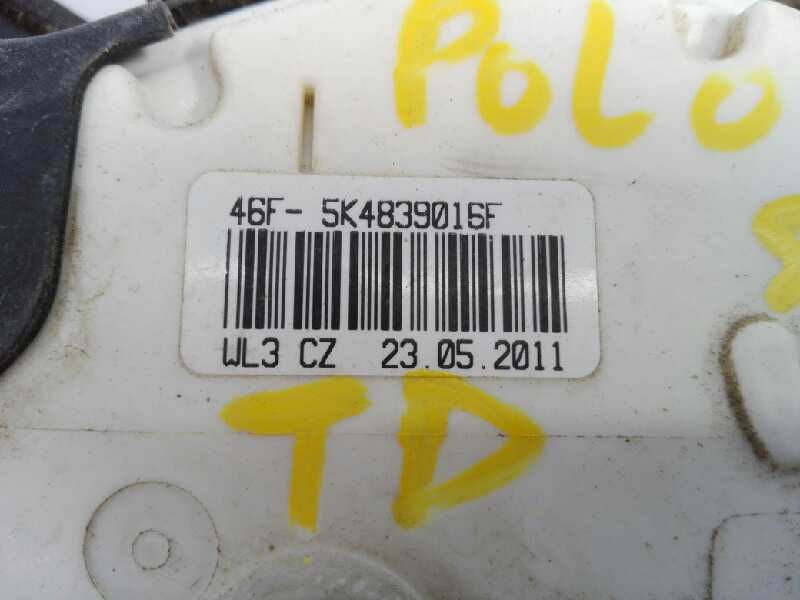 POLO
46F- 5K4839016F
WL3 CZ 23.05.2011
TD